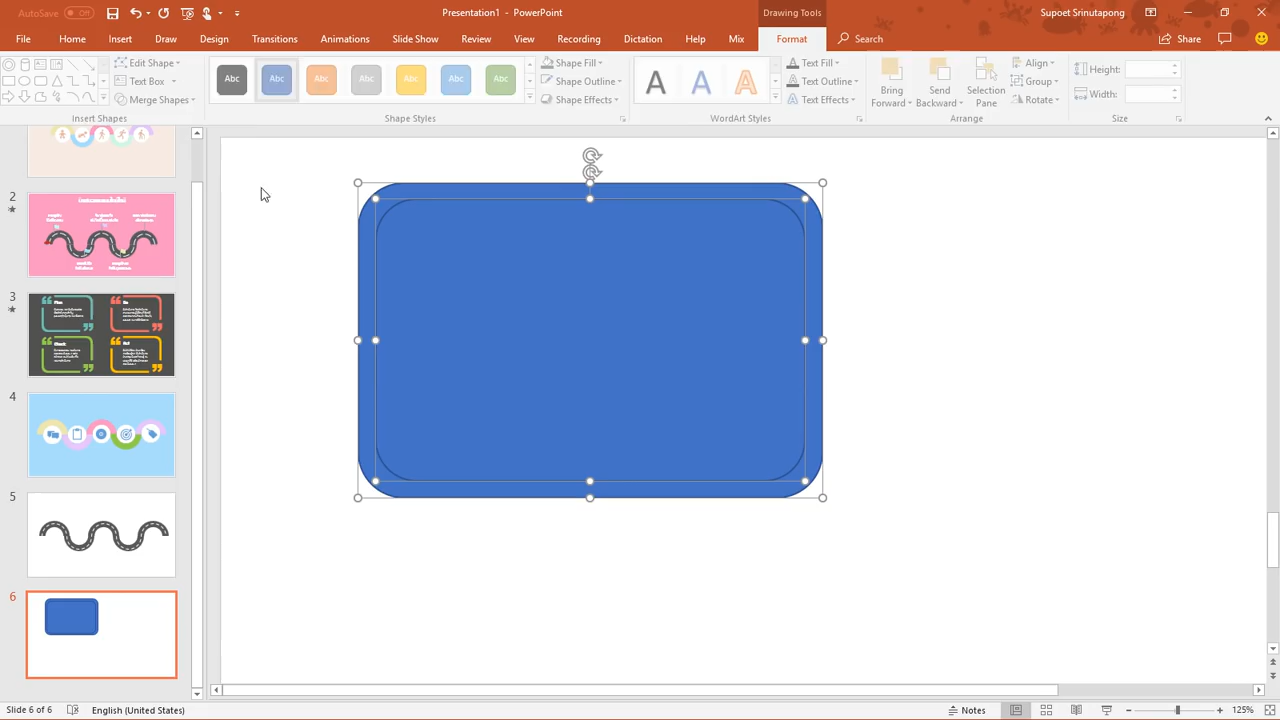 AutoSave Off
Presentation1 - PowerPoint
Drawing Tools
Supoet Srinutapong
File Home Insert Draw Design Transitions Animations Slide Show Review View Recording Dictation Help Mix Format Search
Share
Edit Shape
Text Box
Merge Shapes
Insert Shapes
Abc Abc Abc Abc Abc Abc Abc
Shape Fill
Shape Outline
Shape Effects
Shape Styles
A A A
Text Fill
Text Outline
Text Effects
WordArt Styles
Bring Forward
Send Backward
Selection Pane
Align
Group
Rotate
Arrange
Height:
Width:
Size
2
3
Plan
4
5
6
Slide 6 of 6
English (United States)
Notes
125%